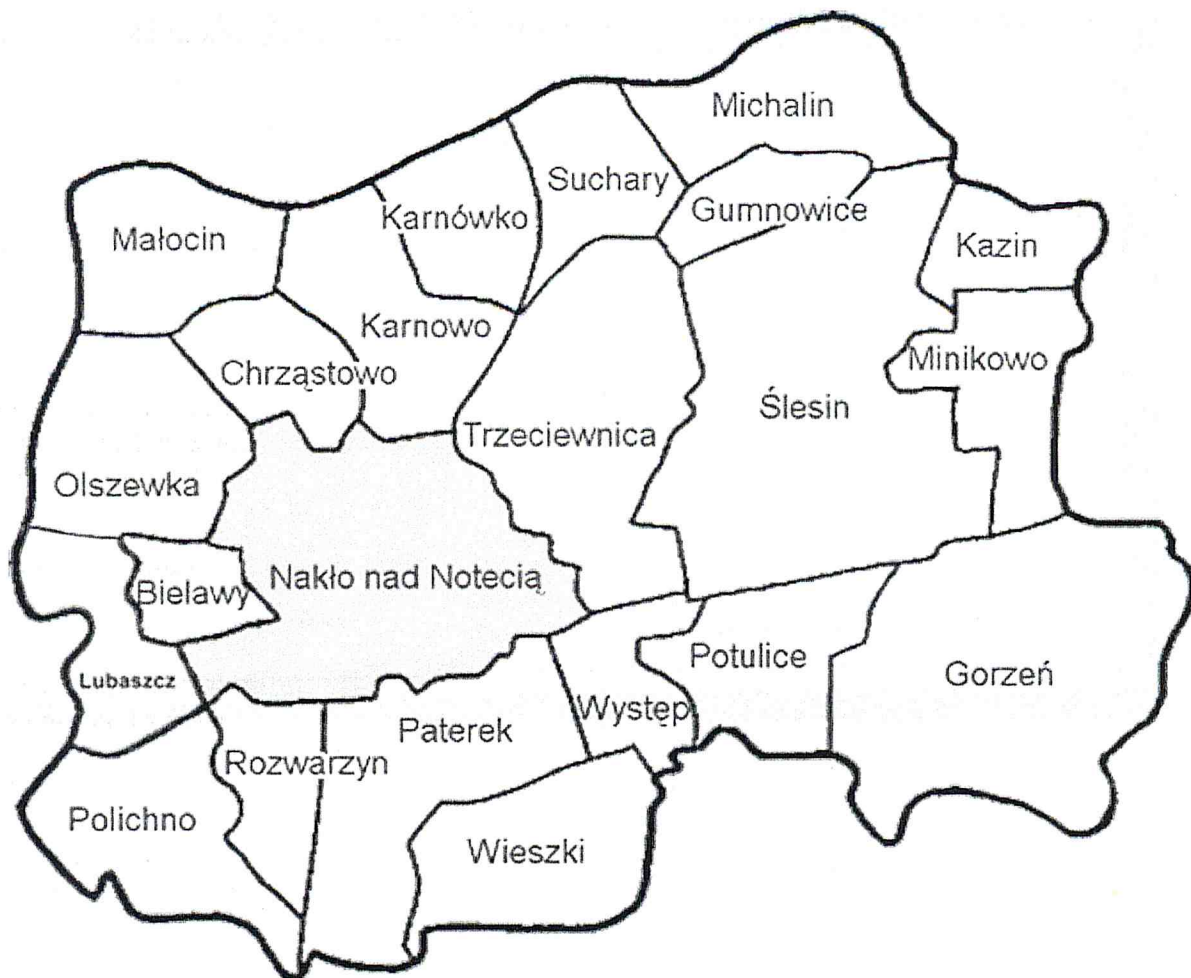 Michalin
Suchary
Gumnowice
Karnówko
Małocin
Kazin
Karnowo
Chrząstowo
Minikowo
Ślesin
Trzeciewnica
Olszewka
Nakło nad Notecią
Bielawy
Potulice
Gorzeń
Lubaszcz
Występ
Paterek
Rozwarzyn
Polichno
Wieszki